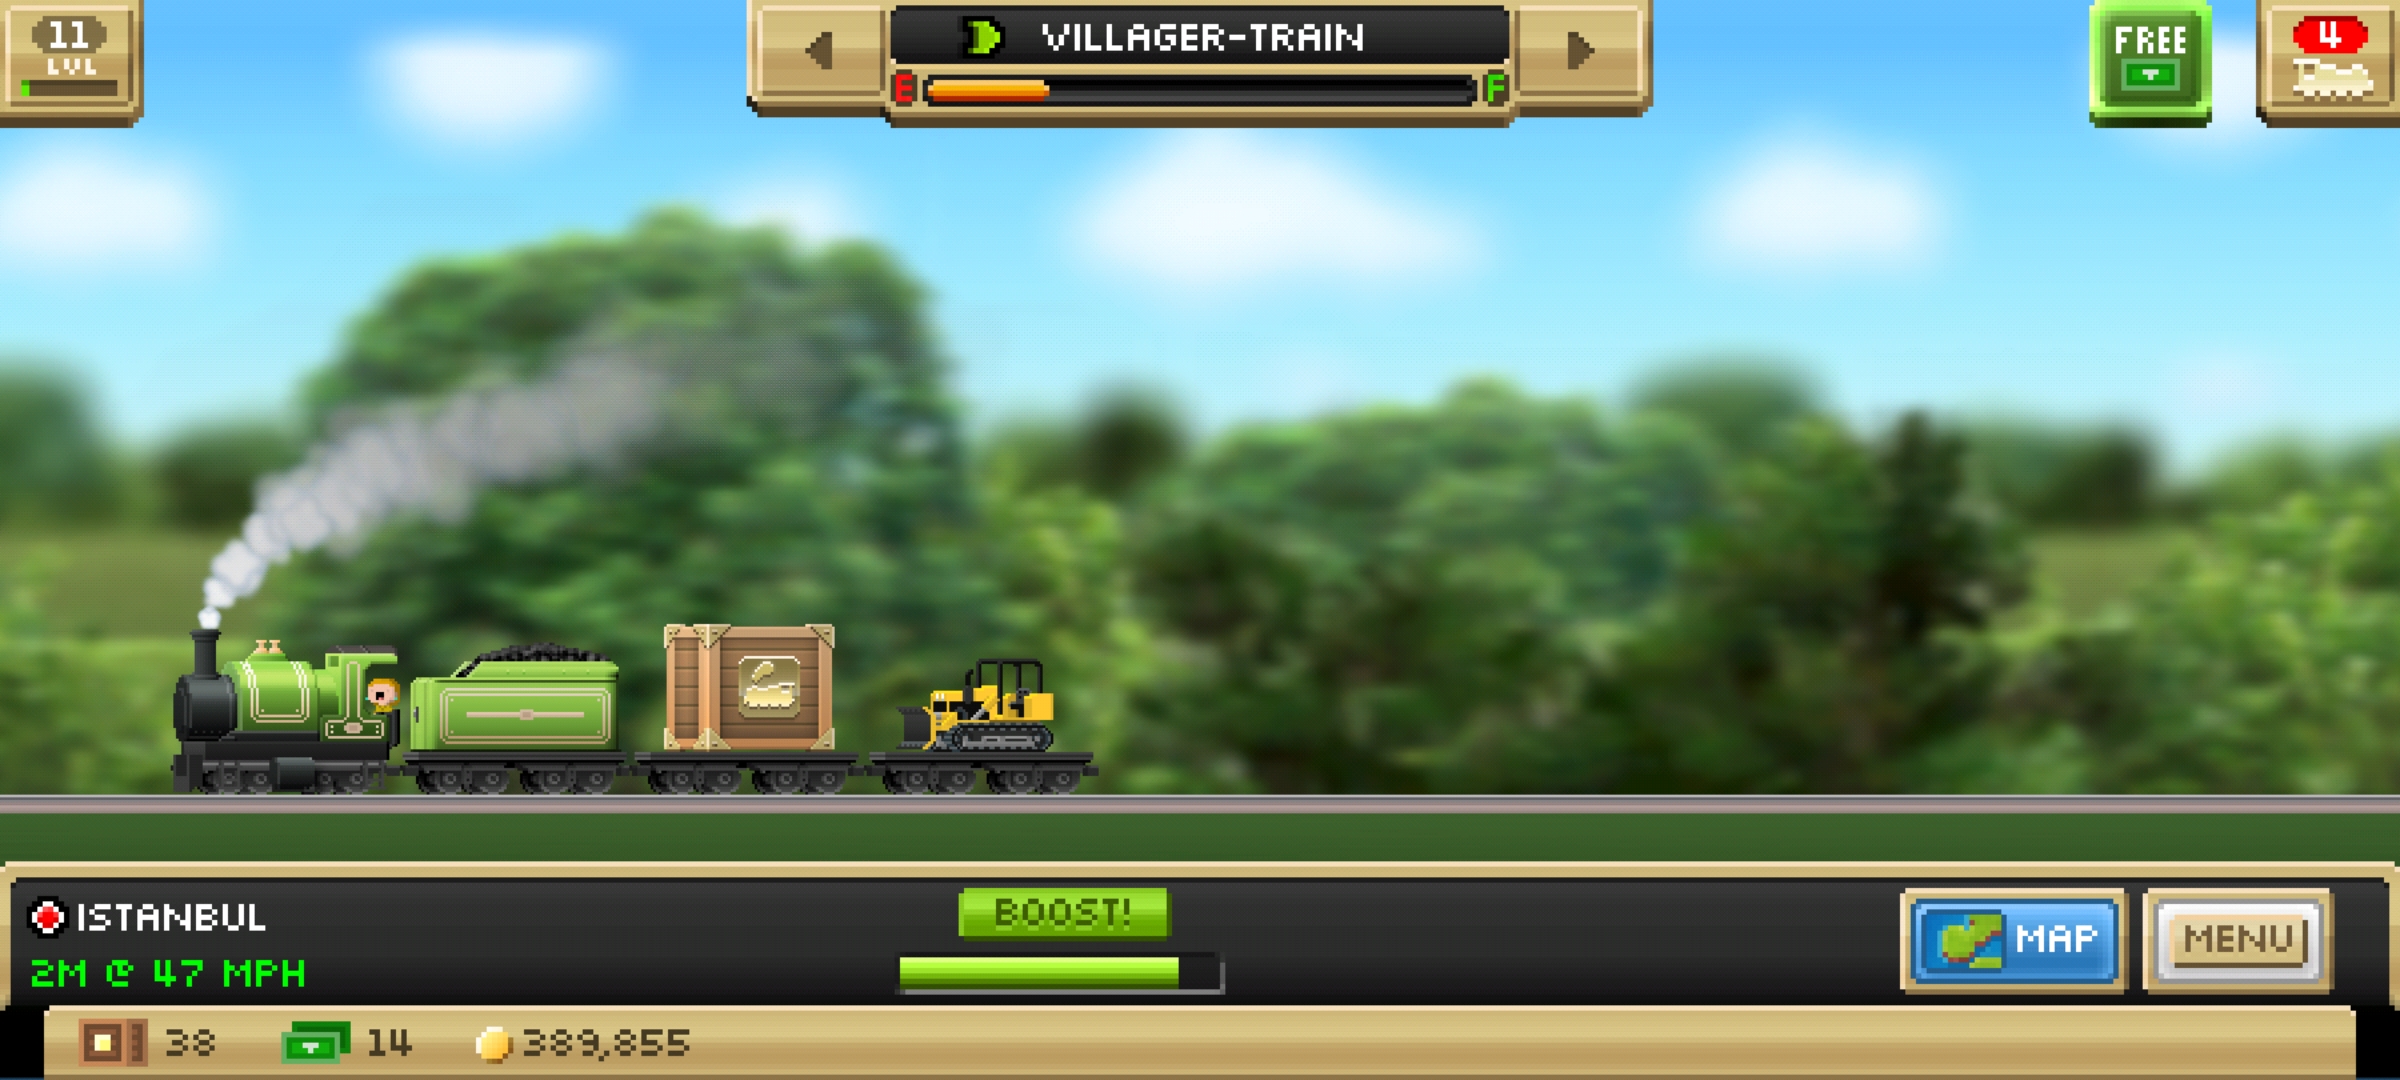 11
LVL
VILLAGER-TRAIN
E F
FREE
4
ISTANBUL
2M @ 47 MPH
BOOST!
MAP
MENU
38
14
389,855